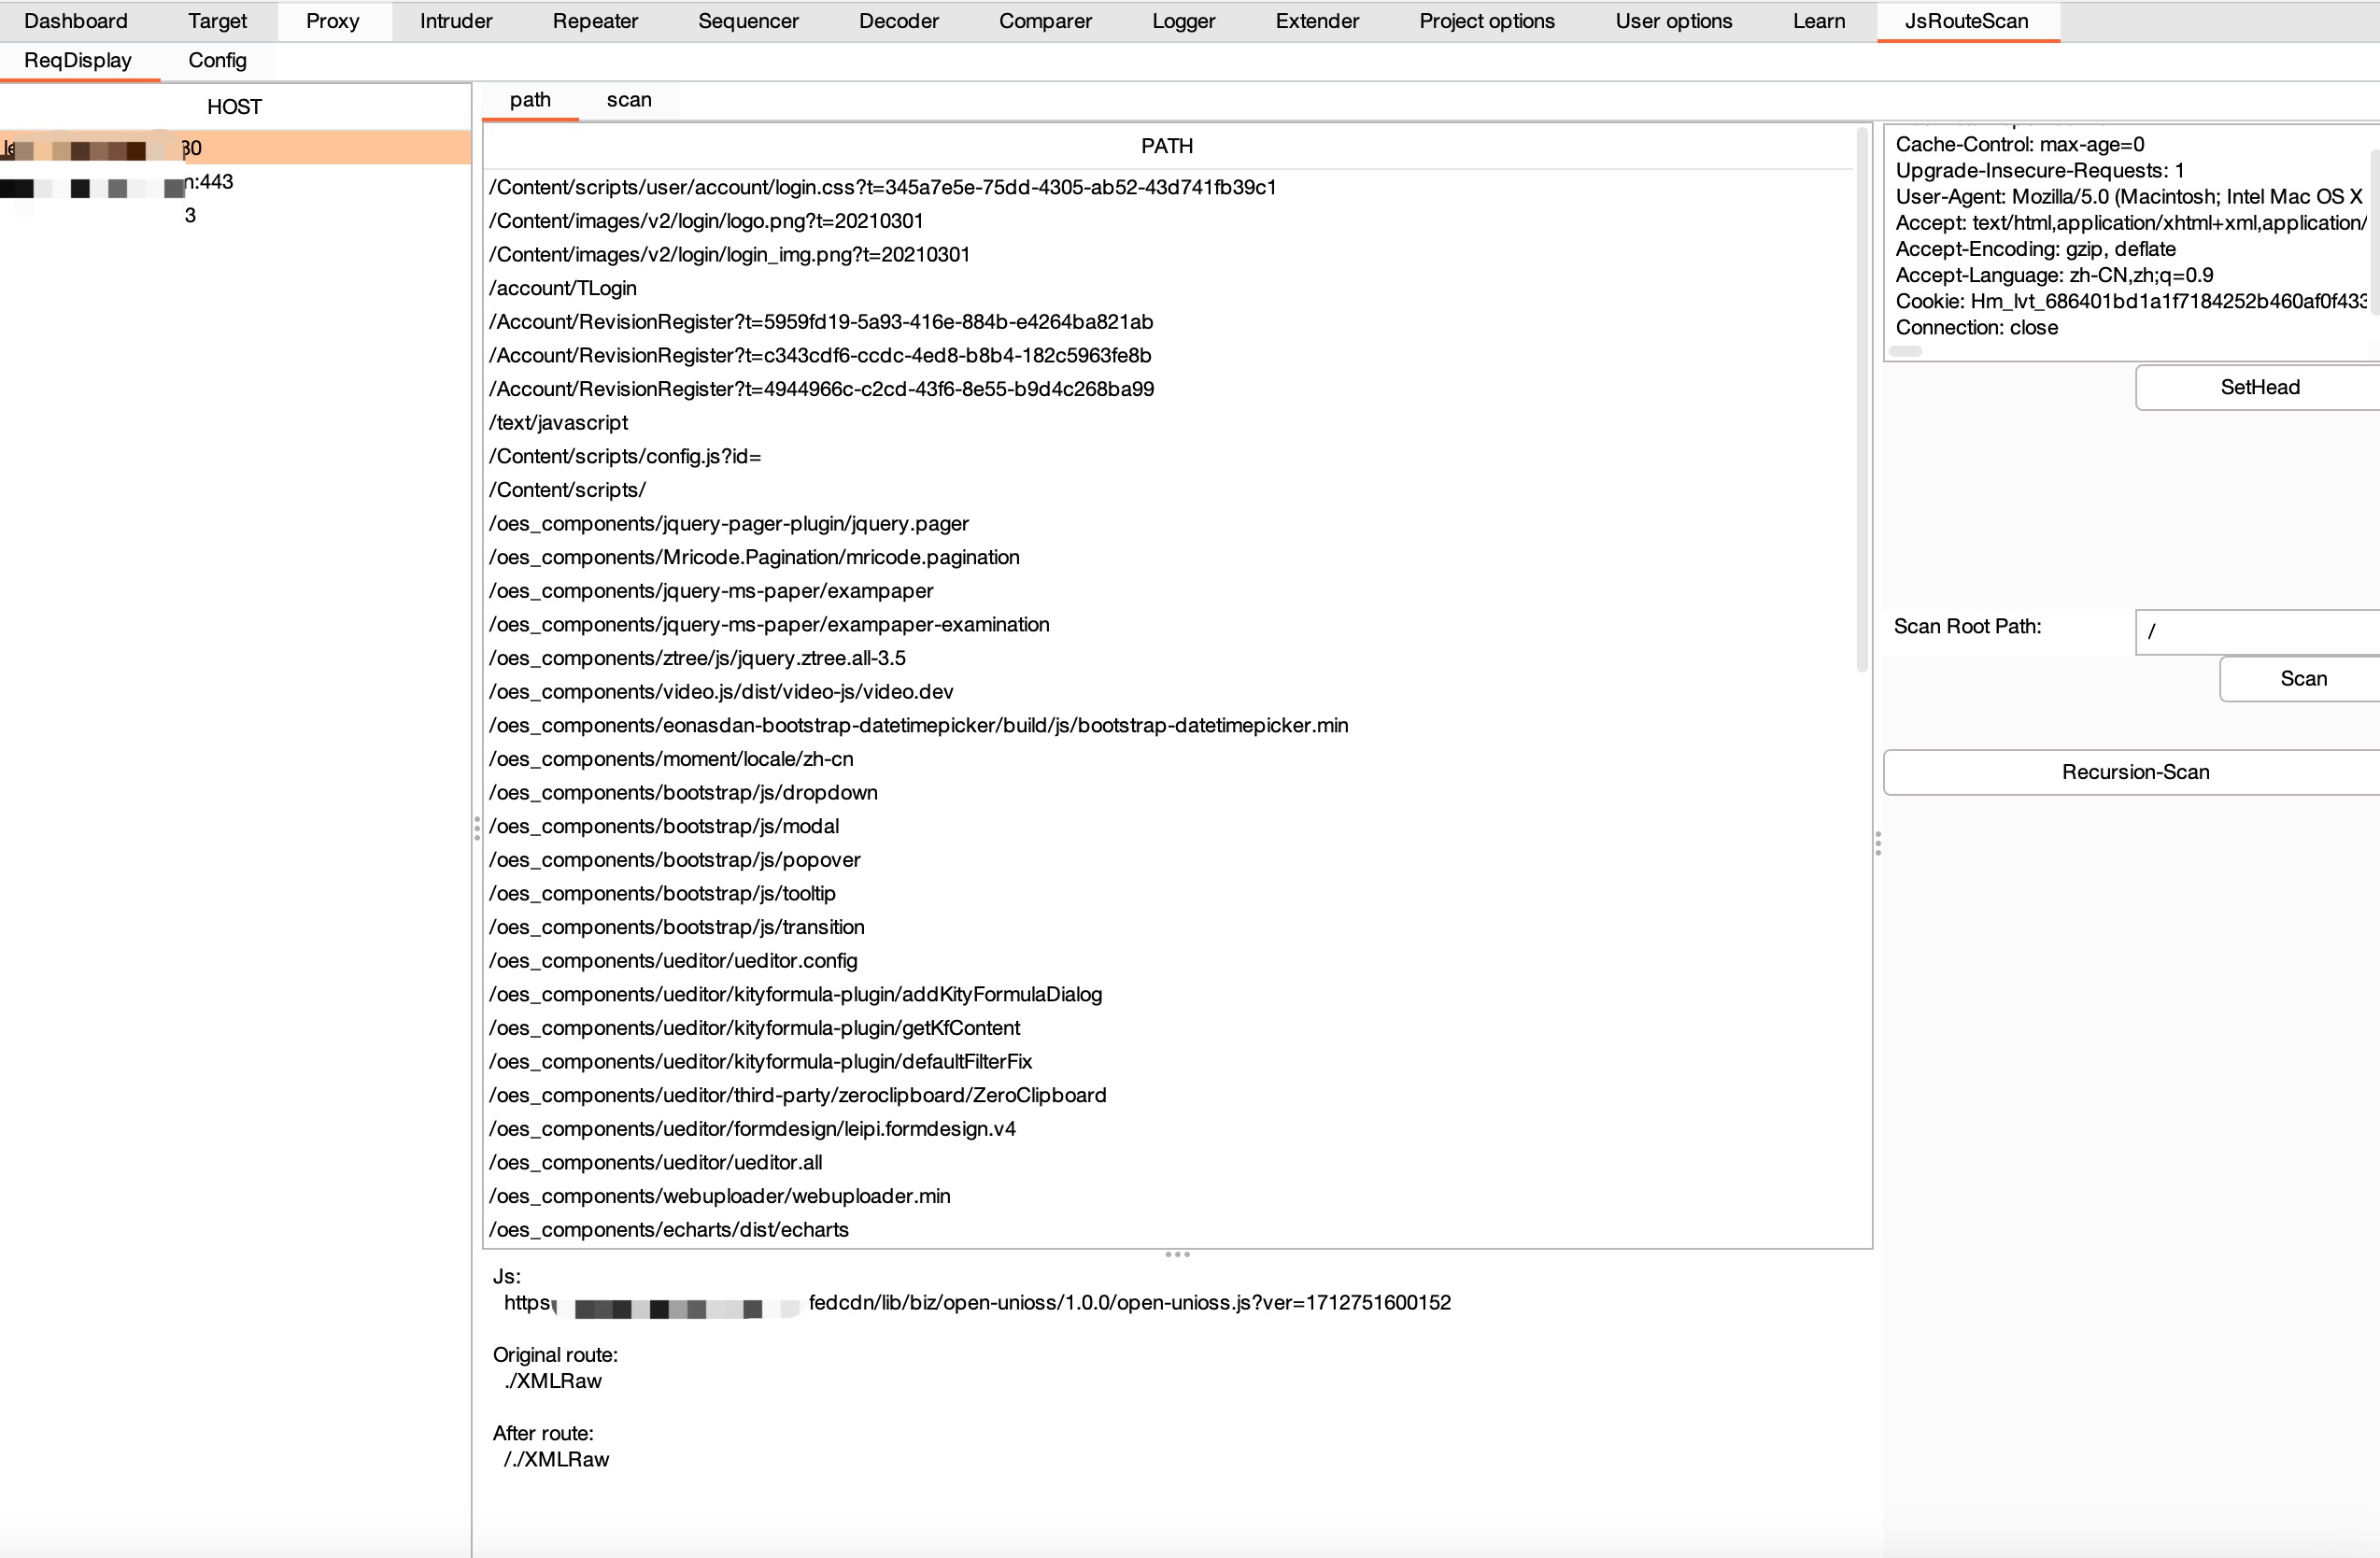 Dashboard Target Proxy Intruder Repeater Sequencer Decoder Comparer Logger Extender Project options User options Learn JsRouteScan
ReqDisplay Config
HOST
30
n:443
3
path scan
PATH
/Content/scripts/user/account/login.css?t=345a7e5e-75dd-4305-ab52-43d741fb39c1
/Content/images/v2/login/logo.png?t=20210301
/Content/images/v2/login/login_img.png?t=20210301
/account/TLogin
/Account/RevisionRegister?t=5959fd19-5a93-416e-884b-e4264ba821ab
/Account/RevisionRegister?t=c343cdf6-ccdc-4ed8-b8b4-182c5963fe8b
/Account/RevisionRegister?t=4944966c-c2cd-43f6-8e55-b9d4c268ba99
/text/javascript
/Content/scripts/config.js?id=
/Content/scripts/
/oes_components/jquery-pager-plugin/jquery.pager
/oes_components/Mricode.Pagination/mricode.pagination
/oes_components/jquery-ms-paper/exampaper
/oes_components/jquery-ms-paper/exampaper-examination
/oes_components/ztree/js/jquery.ztree.all-3.5
/oes_components/video.js/dist/video-js/video.dev
/oes_components/eonasdan-bootstrap-datetimepicker/build/js/bootstrap-datetimepicker.min
/oes_components/moment/locale/zh-cn
/oes_components/bootstrap/js/dropdown
/oes_components/bootstrap/js/modal
/oes_components/bootstrap/js/popover
/oes_components/bootstrap/js/tooltip
/oes_components/bootstrap/js/transition
/oes_components/ueditor/ueditor.config
/oes_components/ueditor/kityformula-plugin/addKityFormulaDialog
/oes_components/ueditor/kityformula-plugin/getKfContent
/oes_components/ueditor/kityformula-plugin/defaultFilterFix
/oes_components/ueditor/third-party/zeroclipboard/ZeroClipboard
/oes_components/ueditor/formdesign/leipi.formdesign.v4
/oes_components/ueditor/ueditor.all
/oes_components/webuploader/webuploader.min
/oes_components/echarts/dist/echarts
Js:
https fedcdn/lib/biz/open-unioss/1.0.0/open-unioss.js?ver=1712751600152
Original route:
./XMLRaw
After route:
/./XMLRaw
Cache-Control: max-age=0
Upgrade-Insecure-Requests: 1
User-Agent: Mozilla/5.0 (Macintosh; Intel Mac OS X
Accept: text/html,application/xhtml+xml,application/
Accept-Encoding: gzip, deflate
Accept-Language: zh-CN,zh;q=0.9
Cookie: Hm_lvt_686401bd1a1f7184252b460af0f433
Connection: close
SetHead
Scan Root Path: /
Scan
Recursion-Scan